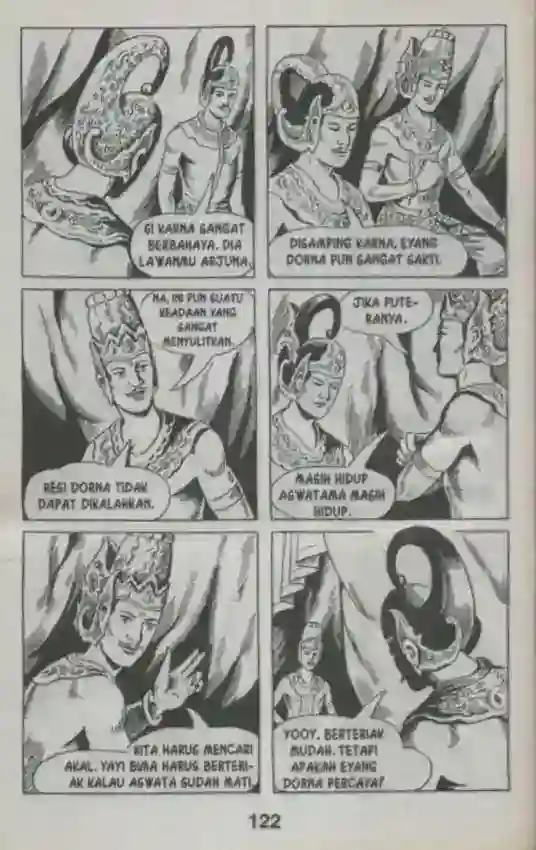 GI KARNA SANGAT
BERBAHAYA. DIA
LAWANMU ARJUNA.
DISAMPING KARNA, EYANG
DORNA PUN SANGAT SAKTI.
NA, INI PUN SUATU
KEADAAN YANG
SANGAT
MENYULITKAN.
RESI DORNA TIDAK
DAPAT DIKALAHKAN.
JIKA PUTE-
RANYA.
MASIH HIDUP
ASWATAMA MASIH
HIDUP.
KITA HARUS MENCARI
AKAL. YAYI BIMA HARUS BERTERI-
AK KALAU ASWATA SUDAH MATI.
YOOY. BERTERIAK
MUDAH. TETAPI
APAKAH EYANG
DORNA PERCAYA?
122